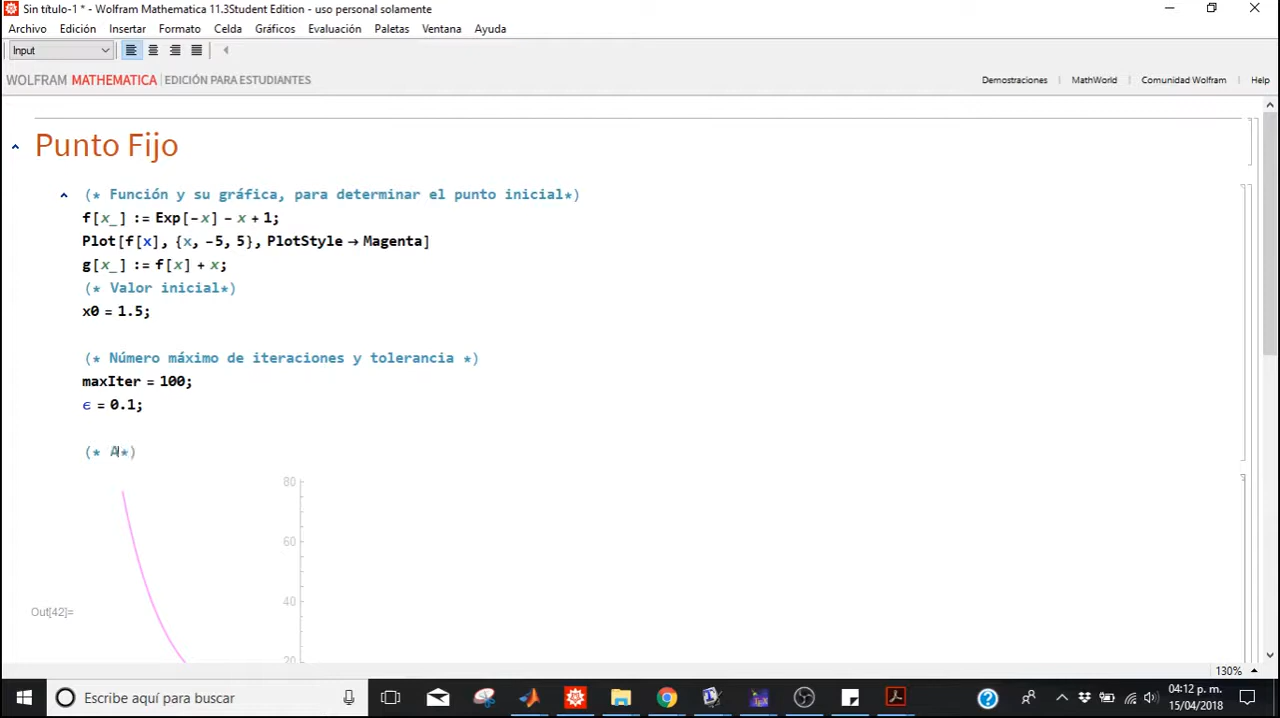 Sin título-1 * - Wolfram Mathematica 11.3Student Edition - uso personal solamente
Archivo Edición Insertar Formato Celda Gráficos Evaluación Paletas Ventana Ayuda
Input
WOLFRAM MATHEMATICA EDICIÓN PARA ESTUDIANTES
Demostraciones MathWorld Comunidad Wolfram Help
Punto Fijo
(* Función y su gráfica, para determinar el punto inicial*)
f[x_] := Exp[-x] - x + 1;
Plot[f[x], {x, -5, 5}, PlotStyle → Magenta]
g[x_] := f[x] + x;
(* Valor inicial*)
x0 = 1.5;
(* Número máximo de iteraciones y tolerancia *)
maxIter = 100;
ϵ = 0.1;
(* A*)
80
60
Out[42]=
40
20
130%
Escribe aquí para buscar
04:12 p. m.
15/04/2018